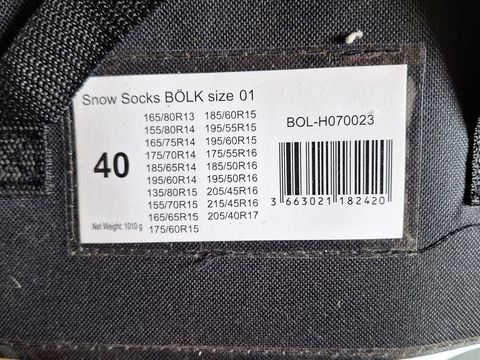 Snow Socks BÖLK size 01
40
165/80R13 185/60R15
155/80R14 195/55R15
165/75R14 195/60R15
175/70R14 175/55R16
185/65R14 185/50R16
195/60R14 195/50R16
135/80R15 205/45R16
155/70R15 215/45R16
165/65R15 205/40R17
175/60R15
Net Weight: 1010 g
BOL-H070023
3 663021 182420